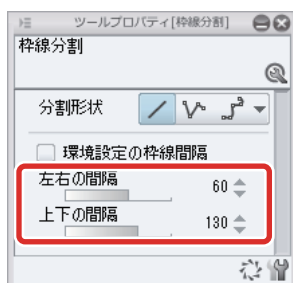 ツールプロパティ[枠線分割]
枠線分割
分割形状
環境設定の枠線間隔
左右の間隔 60
上下の間隔 130